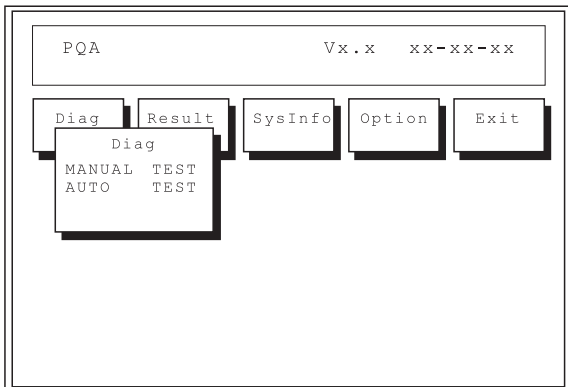 PQA Vx.x xx-xx-xx
Diag Result SysInfo Option Exit
Diag
MANUAL TEST
AUTO TEST